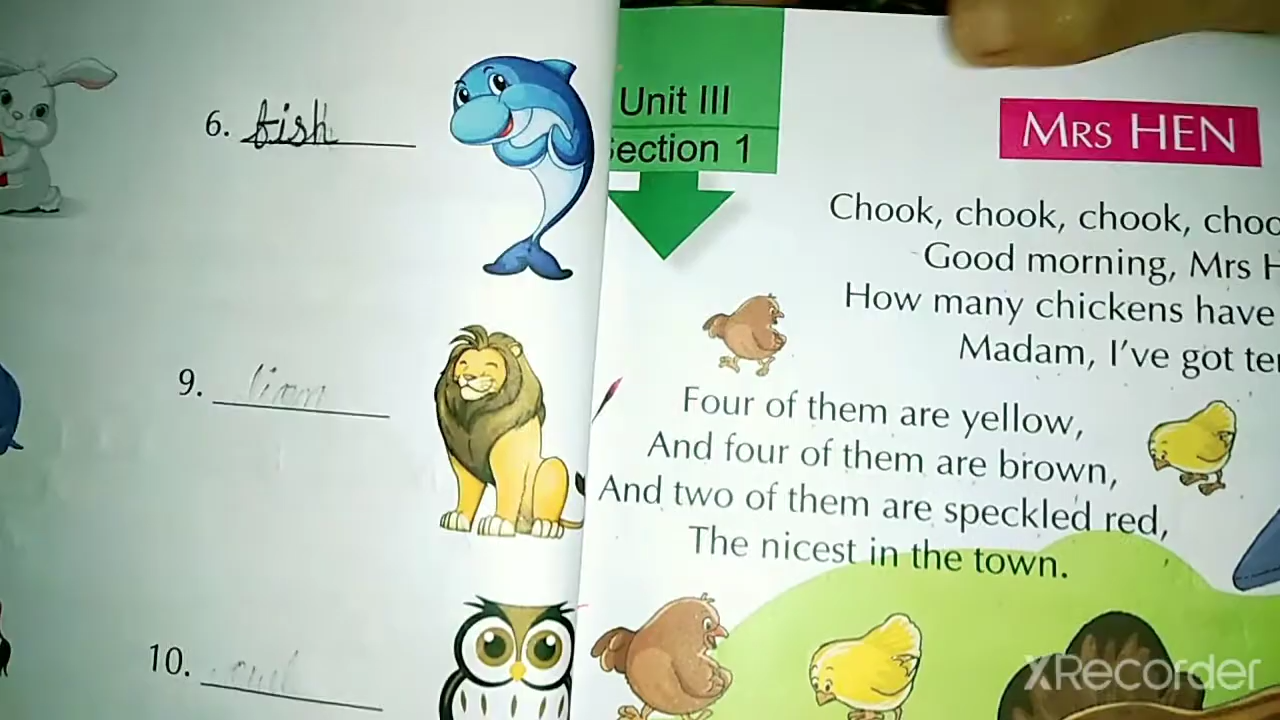 6. fish
9. lion
10. owl
Unit III
Section 1
MRS HEN
Chook, chook, chook, choo
Good morning, Mrs H
How many chickens have
Madam, I've got te
Four of them are yellow,
And four of them are brown,
And two of them are speckled red,
The nicest in the town.
XRecorder